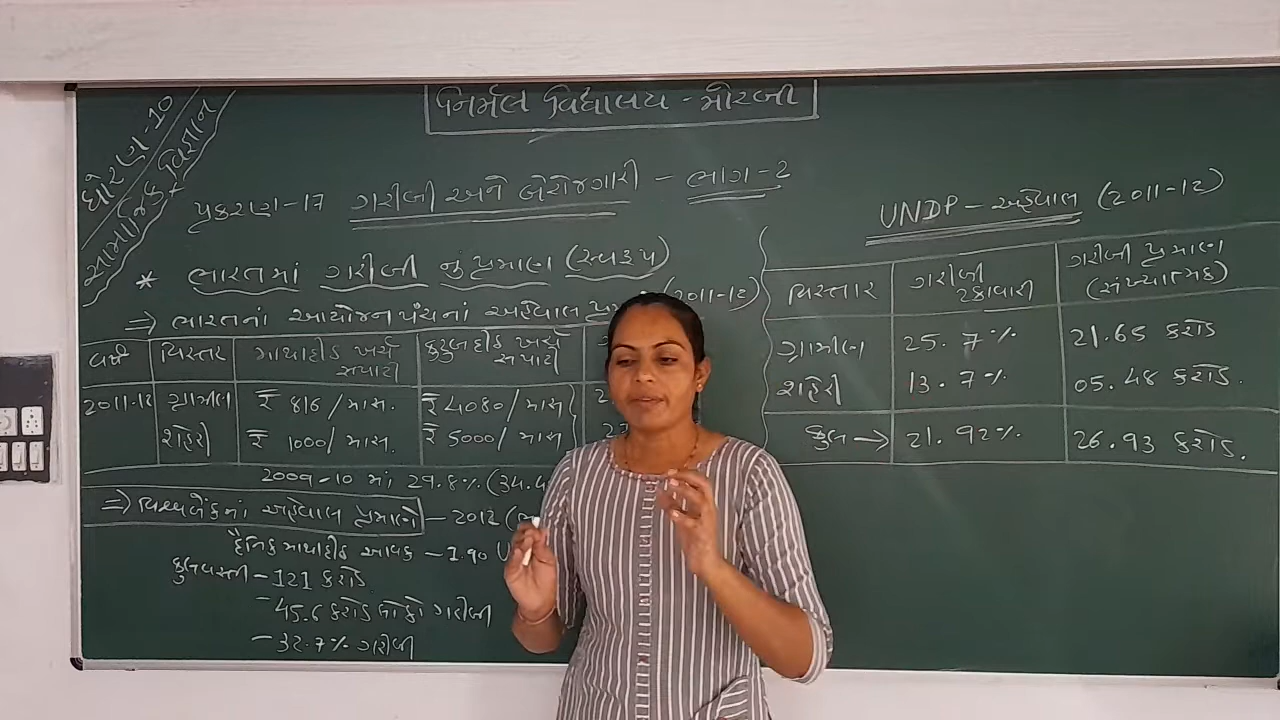 ધોરણ-10
સામાજિક વિજ્ઞાન
નિર્મલ વિદ્યાલય - મોરબી
પ્રકરણ-17 ગરીબી અને બેરોજગારી - ભાગ-2
* ભારતમાં ગરીબી નું પ્રમાણ (સ્વરૂપ)
⇒ ભારતનાં આયોજન પંચનાં અહેવાલ (2011-12)
વર્ષ વિસ્તાર માથાદીઠ ખર્ચ સપાટી કુટુંબદીઠ ખર્ચ સપાટી
2011-12 ગ્રામીણ ₹ 816/માસ. ₹ 4080/માસ
શહેરી ₹ 1000/માસ. ₹ 5000/માસ
2009-10 માં 29.8% (34.4
⇒ વિશ્વબેંકનાં અહેવાલ પ્રમાણે - 2012
દૈનિક માથાદીઠ આવક - 1.90 U
કુલવસ્તી - 121 કરોડ
- 45.6 કરોડ લોકો ગરીબી
- 32.7% ગરીબી
UNDP - અહેવાલ (2011-12)
વિસ્તાર ગરીબી ટકાવારી ગરીબી પ્રમાણ (સંખ્યાત્મક)
ગ્રામીણ 25.7% 21.65 કરોડ
શહેરી 13.7% 05.48 કરોડ.
કુલ → 21.92% 26.93 કરોડ.